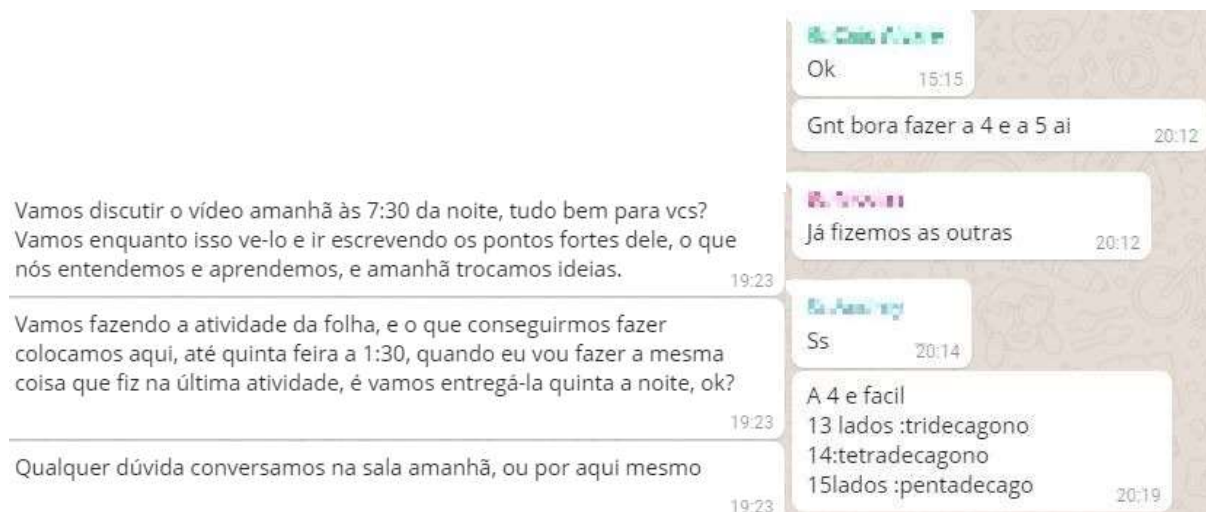 Vamos discutir o vídeo amanhã às 7:30 da noite, tudo bem para vcs?
Vamos enquanto isso ve-lo e ir escrevendo os pontos fortes dele, o que
nós entendemos e aprendemos, e amanhã trocamos ideias.
19:23
Vamos fazendo a atividade da folha, e o que conseguirmos fazer
colocamos aqui, até quinta feira a 1:30, quando eu vou fazer a mesma
coisa que fiz na última atividade, é vamos entregá-la quinta a noite, ok?
19:23
Qualquer dúvida conversamos na sala amanhã, ou por aqui mesmo
19:23
Ok
15:15
Gnt bora fazer a 4 e a 5 ai
20:12
Já fizemos as outras
20:12
Ss
20:14
A 4 e facil
13 lados :tridecagono
14:tetradecagono
15lados :pentadecago
20:19